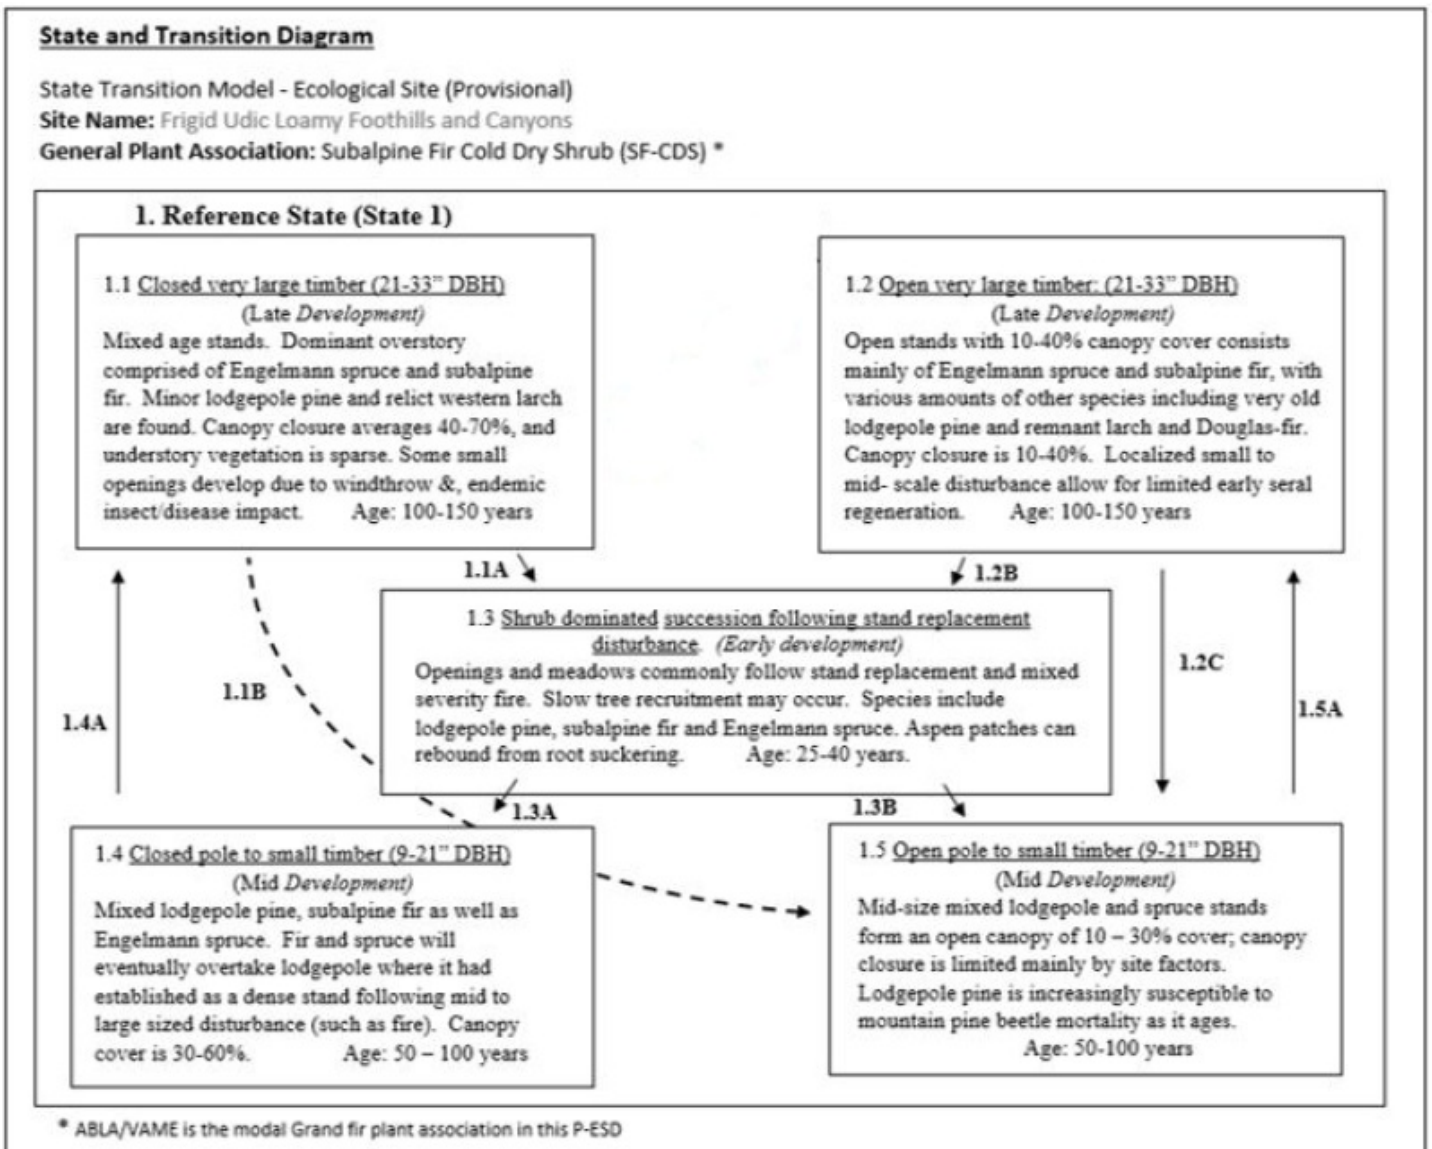 State and Transition Diagram
State Transition Model - Ecological Site (Provisional)
Site Name: Frigid Udic Loamy Foothills and Canyons
General Plant Association: Subalpine Fir Cold Dry Shrub (SF-CDS) *
1. Reference State (State 1)
1.1 Closed very large timber (21-33” DBH)
(Late Development)
Mixed age stands. Dominant overstory
comprised of Engelmann spruce and subalpine
fir. Minor lodgepole pine and relict western larch
are found. Canopy closure averages 40-70%, and
understory vegetation is sparse. Some small
openings develop due to windthrow &, endemic
insect/disease impact. Age: 100-150 years
1.2 Open very large timber: (21-33” DBH)
(Late Development)
Open stands with 10-40% canopy cover consists
mainly of Engelmann spruce and subalpine fir, with
various amounts of other species including very old
lodgepole pine and remnant larch and Douglas-fir.
Canopy closure is 10-40%. Localized small to
mid- scale disturbance allow for limited early seral
regeneration. Age: 100-150 years
1.1A
1.2B
1.3 Shrub dominated succession following stand replacement
disturbance. (Early development)
Openings and meadows commonly follow stand replacement and mixed
severity fire. Slow tree recruitment may occur. Species include
lodgepole pine, subalpine fir and Engelmann spruce. Aspen patches can
rebound from root suckering. Age: 25-40 years.
1.4A
1.1B
1.2C
1.5A
1.3A
1.3B
1.4 Closed pole to small timber (9-21” DBH)
(Mid Development)
Mixed lodgepole pine, subalpine fir as well as
Engelmann spruce. Fir and spruce will
eventually overtake lodgepole where it had
established as a dense stand following mid to
large sized disturbance (such as fire). Canopy
cover is 30-60%. Age: 50 – 100 years
1.5 Open pole to small timber (9-21” DBH)
(Mid Development)
Mid-size mixed lodgepole and spruce stands
form an open canopy of 10 – 30% cover; canopy
closure is limited mainly by site factors.
Lodgepole pine is increasingly susceptible to
mountain pine beetle mortality as it ages.
Age: 50-100 years
* ABLA/VAME is the modal Grand fir plant association in this P-ESD